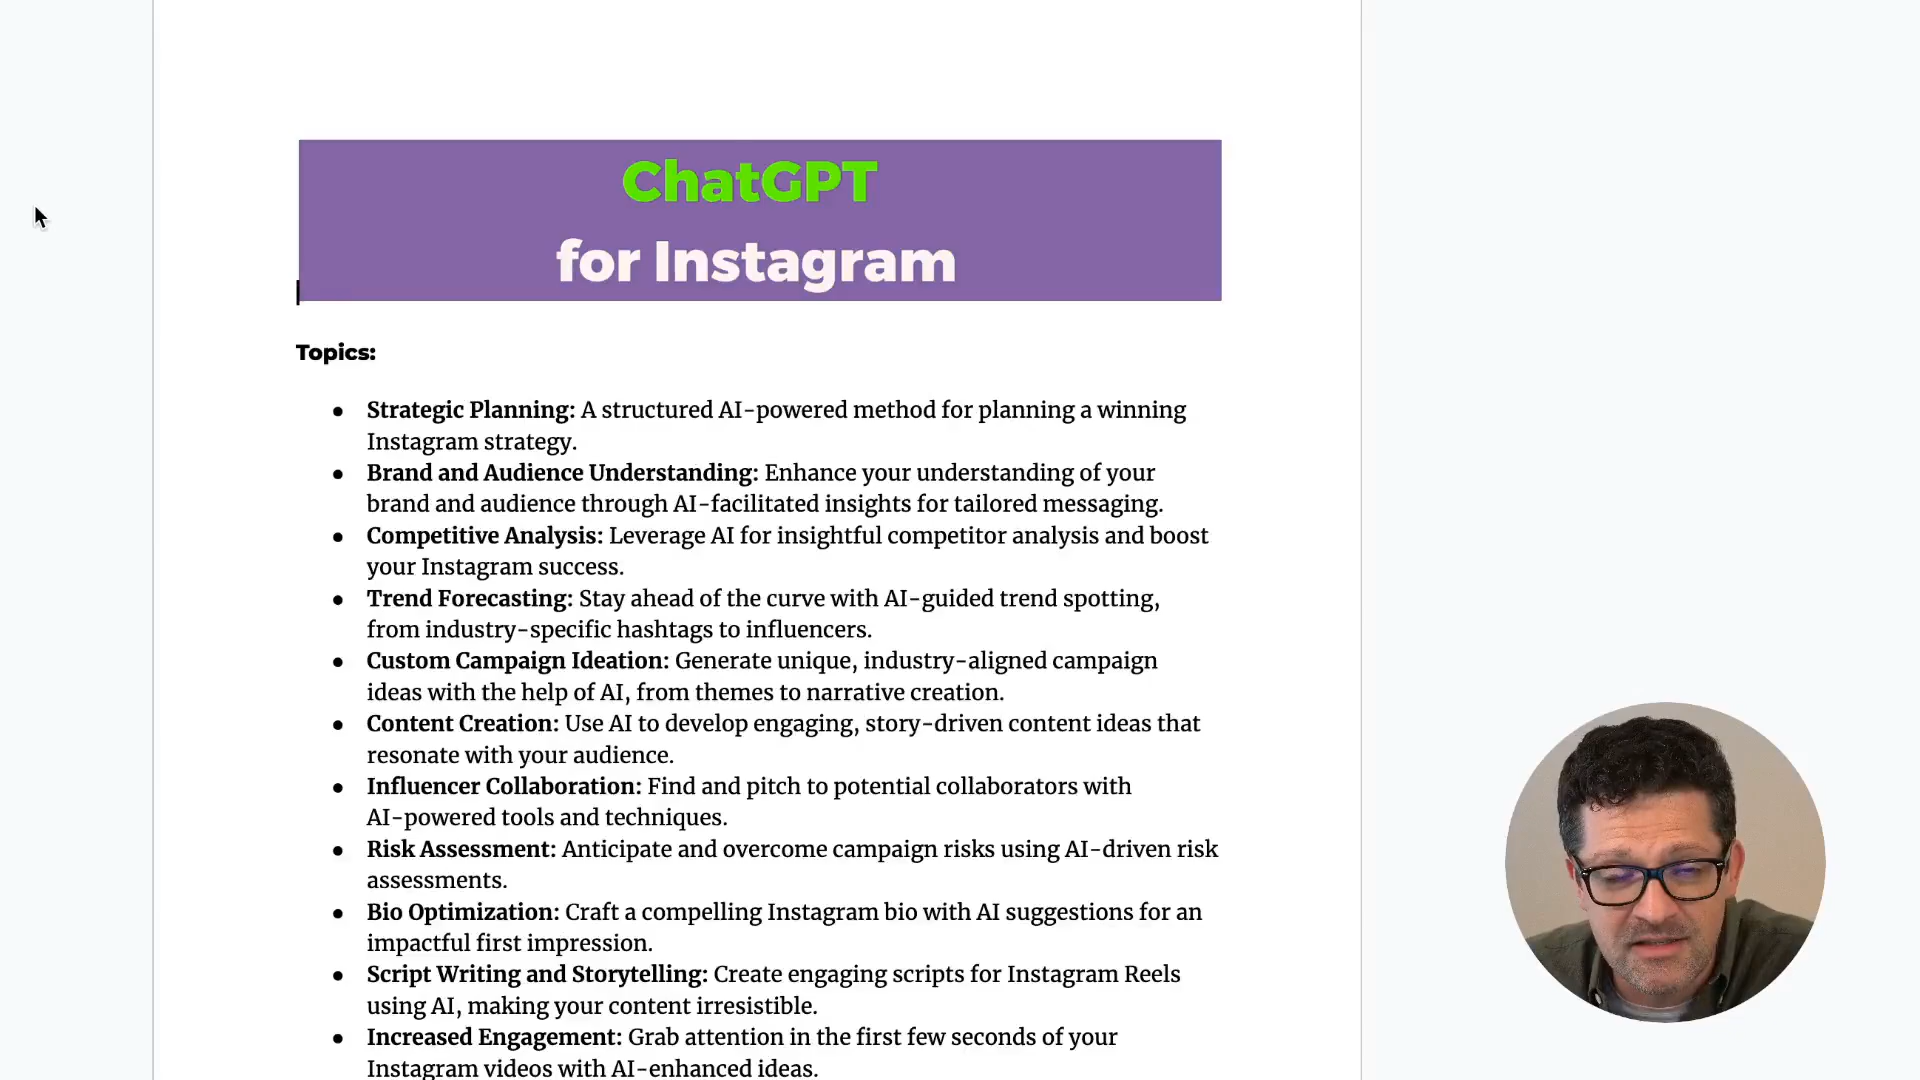 ChatGPT
for Instagram
Topics:
● Strategic Planning: A structured AI-powered method for planning a winning
Instagram strategy.
● Brand and Audience Understanding: Enhance your understanding of your
brand and audience through AI-facilitated insights for tailored messaging.
● Competitive Analysis: Leverage AI for insightful competitor analysis and boost
your Instagram success.
● Trend Forecasting: Stay ahead of the curve with AI-guided trend spotting,
from industry-specific hashtags to influencers.
● Custom Campaign Ideation: Generate unique, industry-aligned campaign
ideas with the help of AI, from themes to narrative creation.
● Content Creation: Use AI to develop engaging, story-driven content ideas that
resonate with your audience.
● Influencer Collaboration: Find and pitch to potential collaborators with
AI-powered tools and techniques.
● Risk Assessment: Anticipate and overcome campaign risks using AI-driven risk
assessments.
● Bio Optimization: Craft a compelling Instagram bio with AI suggestions for an
impactful first impression.
● Script Writing and Storytelling: Create engaging scripts for Instagram Reels
using AI, making your content irresistible.
● Increased Engagement: Grab attention in the first few seconds of your
Instagram videos with AI-enhanced ideas.